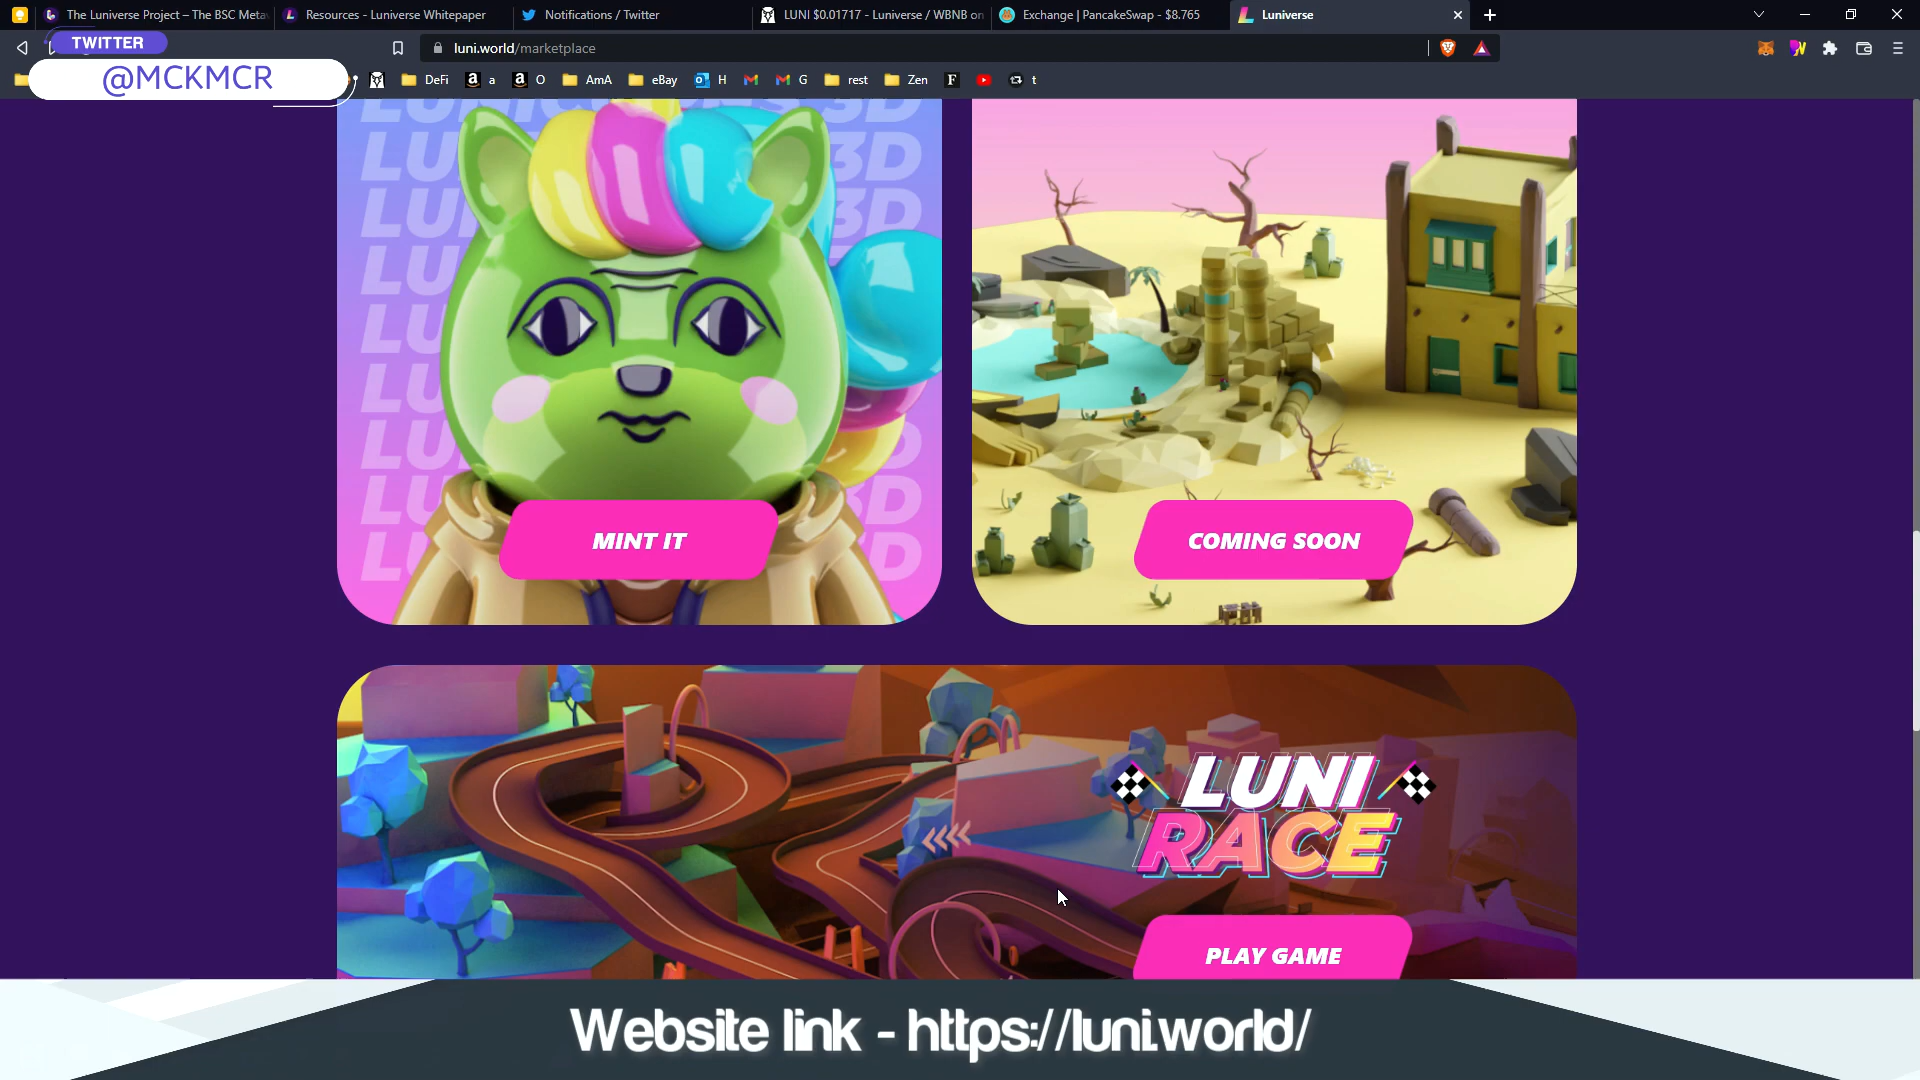 The Luniverse Project – The BSC Meta
Resources - Luniverse Whitepaper
Notifications / Twitter
LUNI $0.01717 - Luniverse / WBNB on
Exchange | PancakeSwap - $8.765
Luniverse
TWITTER
luni.world/marketplace
@MCKMCR
DeFi
a
O
AmA
eBay
H
G
rest
Zen
F
t
MINT IT
COMING SOON
LUNI
RACE
PLAY GAME
Website link - https://luni.world/